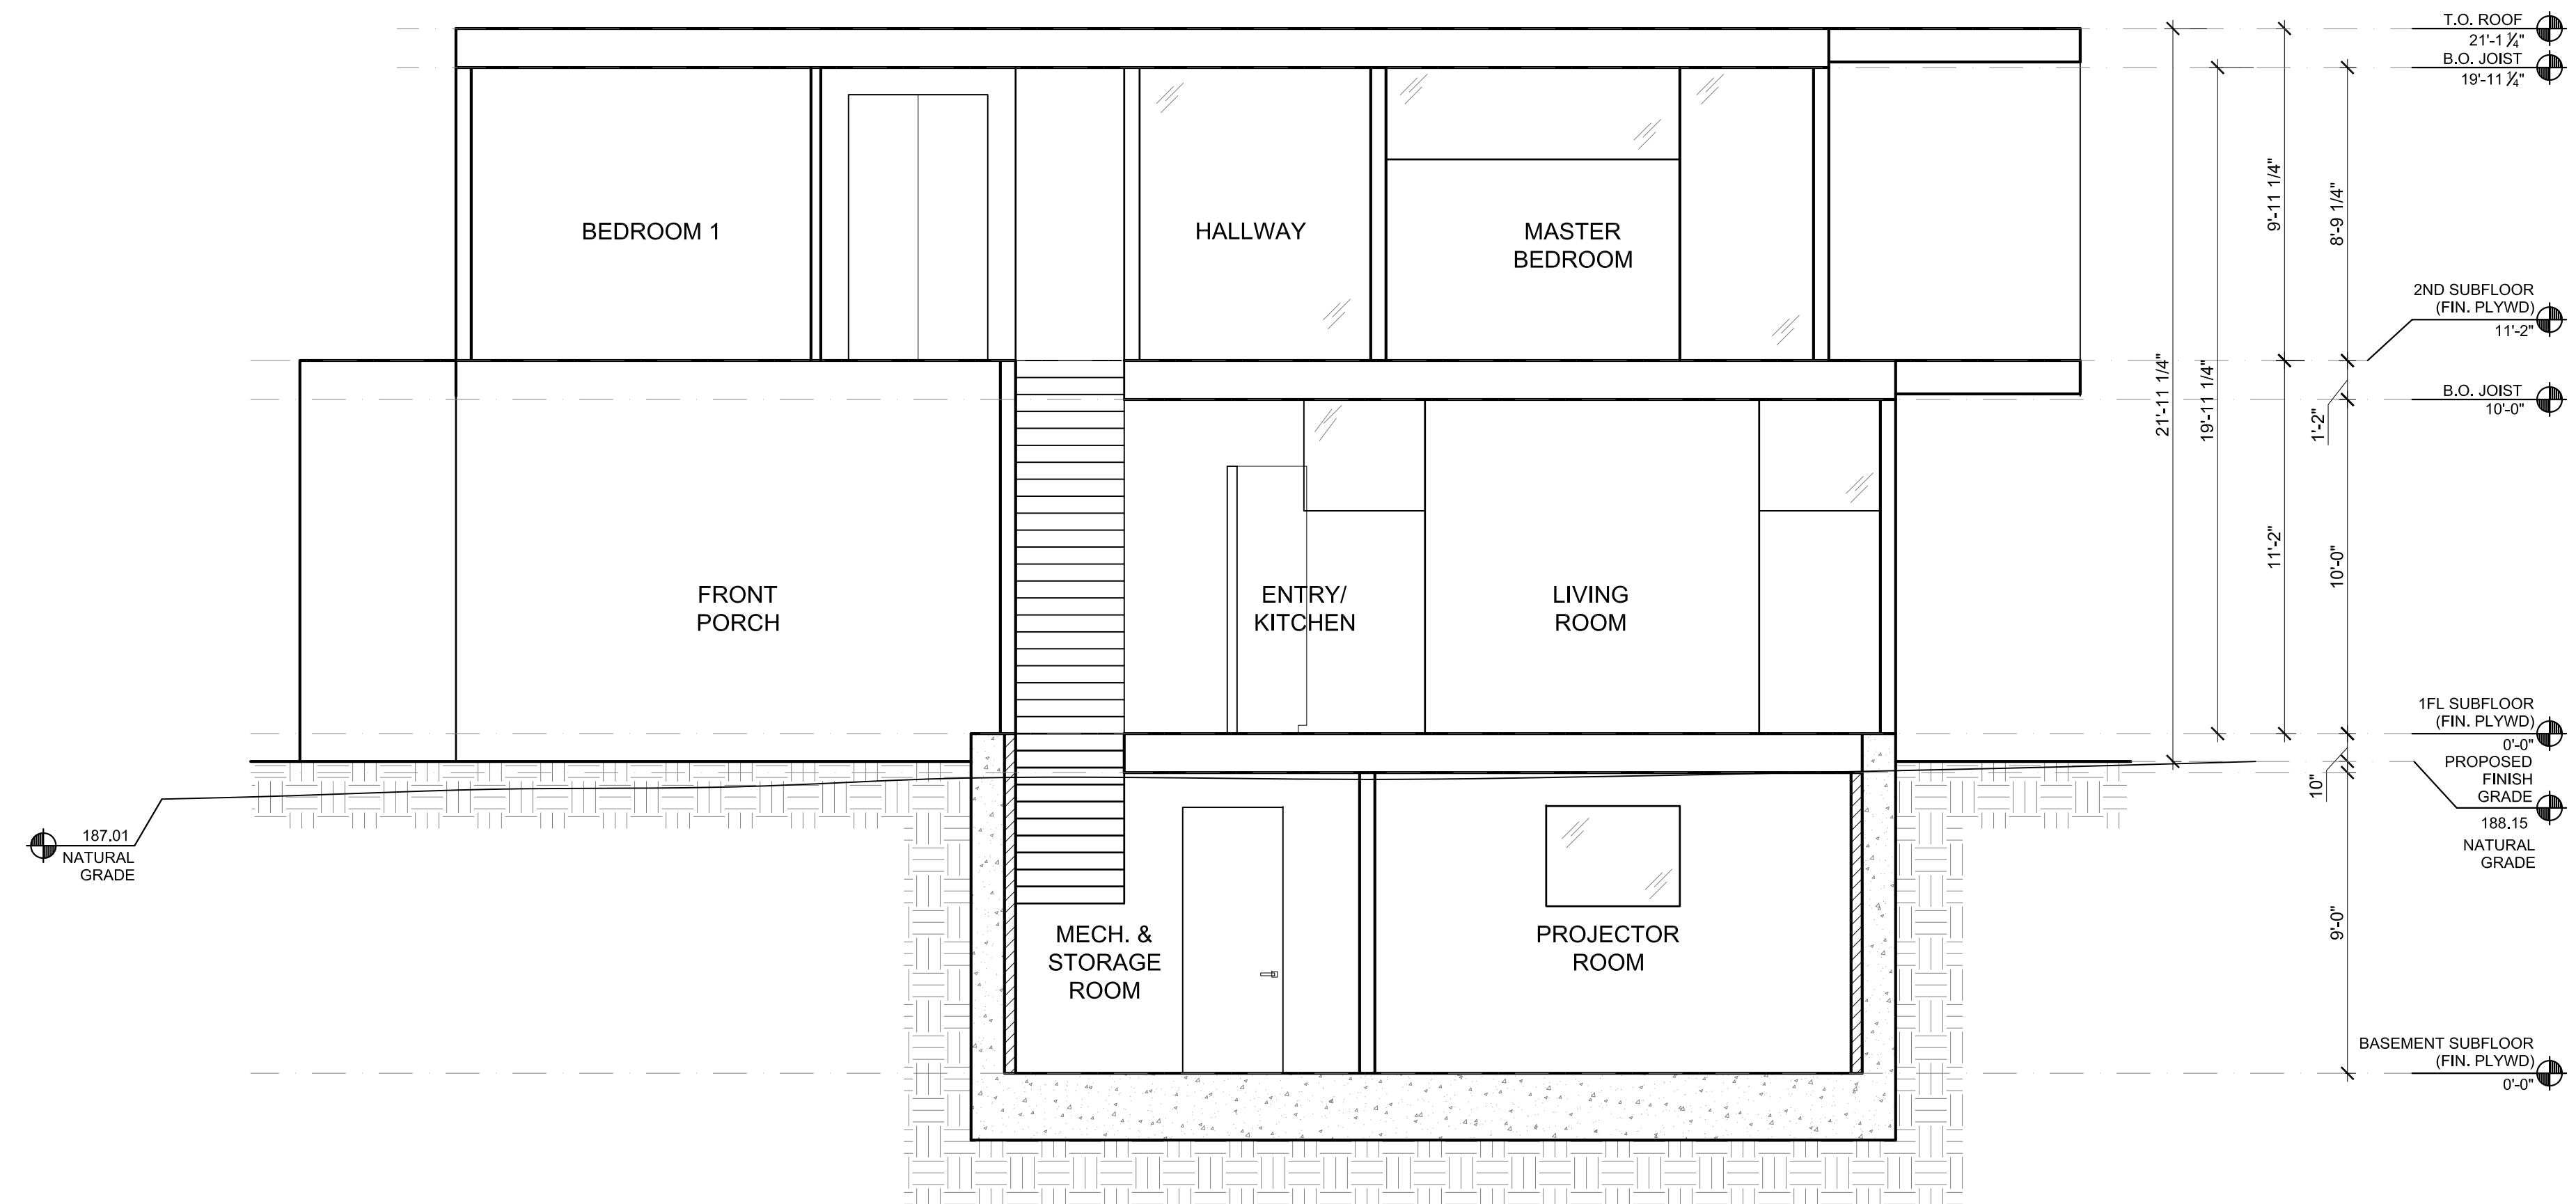 T.O. ROOF
21'-1 1/4"
B.O. JOIST
19'-11 1/4"
BEDROOM 1
HALLWAY
MASTER
BEDROOM
9'-11 1/4"
8'-9 1/4"
2ND SUBFLOOR
(FIN. PLYWD)
11'-2"
21'-11 1/4"
19'-11 1/4"
1'-2"
B.O. JOIST
10'-0"
11'-2"
10'-0"
FRONT
PORCH
ENTRY/
KITCHEN
LIVING
ROOM
1FL SUBFLOOR
(FIN. PLYWD)
0'-0"
PROPOSED
FINISH
GRADE
188.15
NATURAL
GRADE
10"
187.01
NATURAL
GRADE
9'-0"
MECH. &
STORAGE
ROOM
PROJECTOR
ROOM
BASEMENT SUBFLOOR
(FIN. PLYWD)
0'-0"